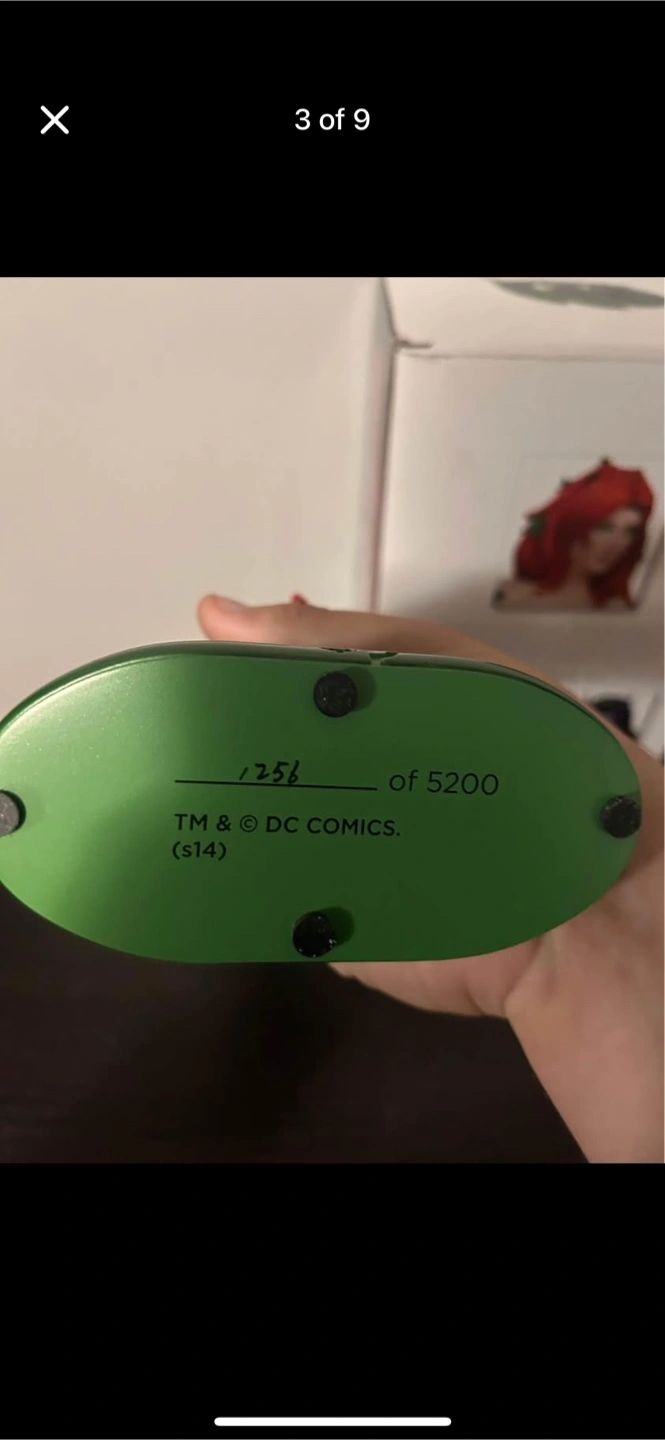 3 of 9
1256 of 5200
TM & © DC COMICS.
(s14)